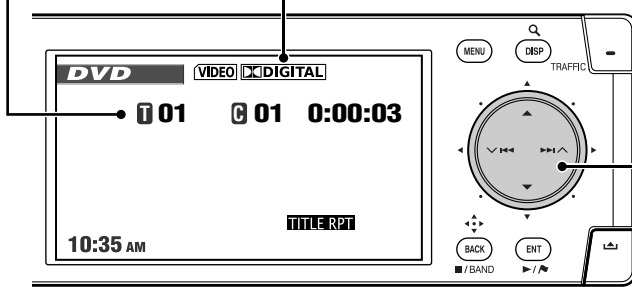 DVD VIDEO DIGITAL
T 01 C 01 0:00:03
TITLE RPT
10:35 AM
MENU DISP
TRAFFIC
BACK ENT
/BAND